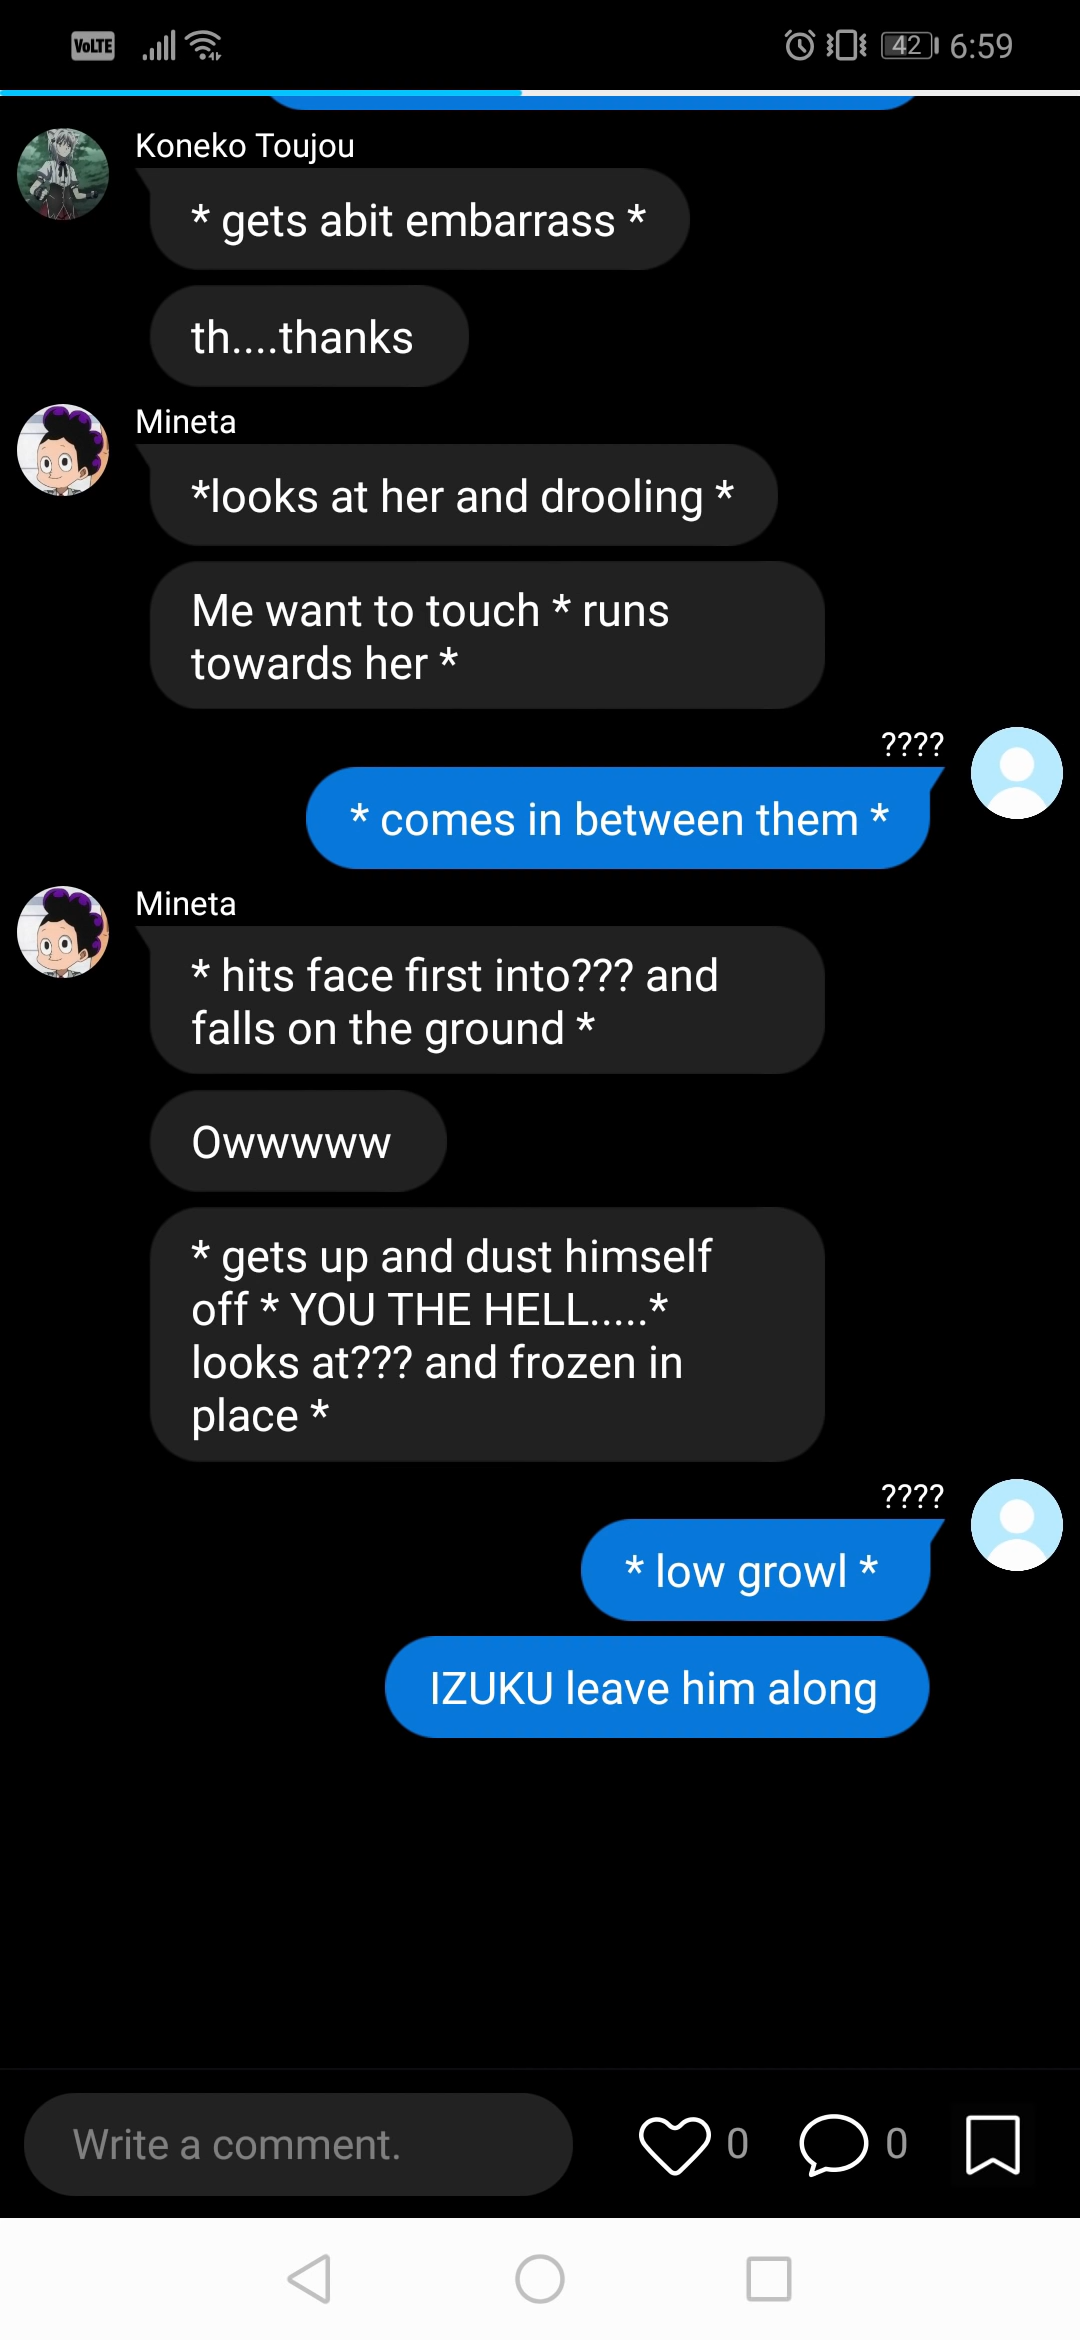 VoLTE 42 6:59
Koneko Toujou
* gets abit embarrass *
th....thanks
Mineta
*looks at her and drooling *
Me want to touch * runs
towards her *
????
* comes in between them *
Mineta
* hits face first into??? and
falls on the ground *
Owwwww
* gets up and dust himself
off * YOU THE HELL.....*
looks at??? and frozen in
place *
????
* low growl *
IZUKU leave him along
Write a comment. 0 0